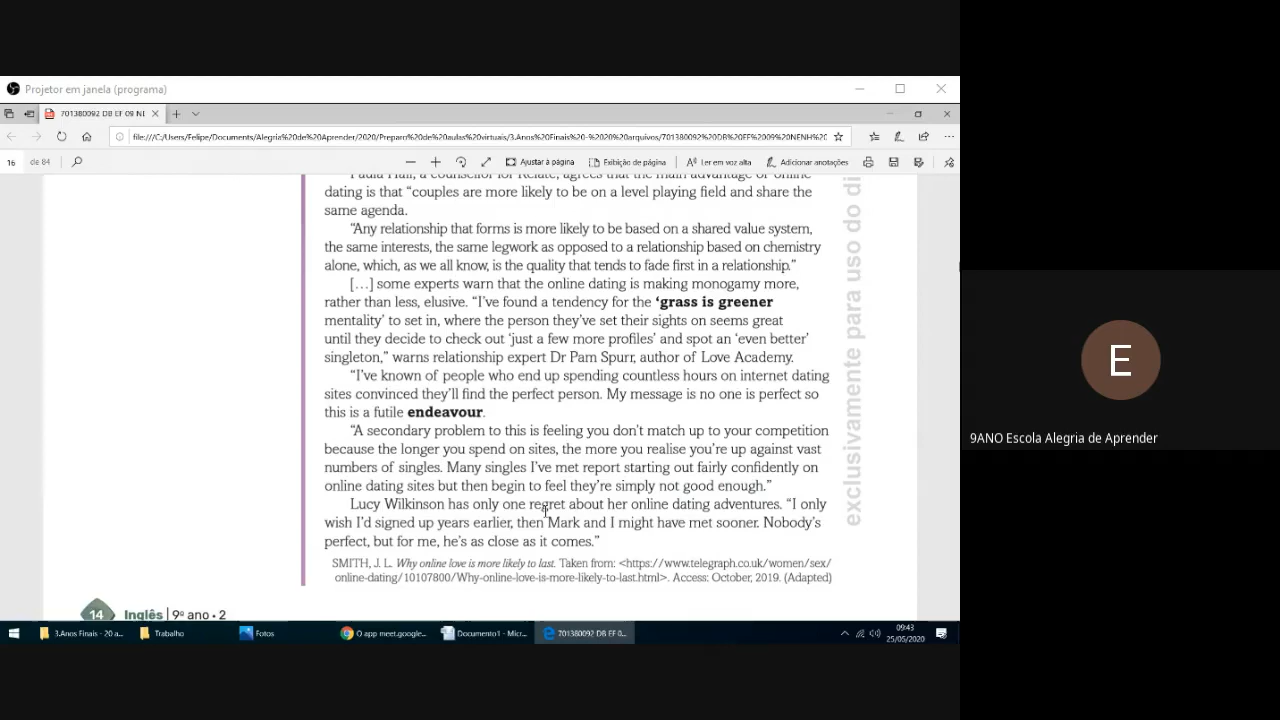 Projetor em janela (programa)
701380092 DB EF 09 NE
file:///C:/Users/Felipe/Documents/Alegria%20de%20Aprender/2020/Preparo%20de%20aulas%20virtuais/3.Anos%20Finais%20-%2020%20arquivos/701380092%20DB%20EF%2009%20NENH%2C
16 de 84
Ajustar à página
Exibição de página
Ler em voz alta
Adicionar anotações
Paula Hall, a counsellor for Relate, agrees that the main advantage of online
dating is that “couples are more likely to be on a level playing field and share the
same agenda.
“Any relationship that forms is more likely to be based on a shared value system,
the same interests, the same legwork as opposed to a relationship based on chemistry
alone, which, as we all know, is the quality that tends to fade first in a relationship.”
[…] some experts warn that the online dating is making monogamy more,
rather than less, elusive. “I’ve found a tendency for the ‘grass is greener
mentality’ to set in, where the person they’ve set their sights on seems great
until they decide to check out ‘just a few more profiles’ and spot an ‘even better’
singleton,” warns relationship expert Dr Pam Spurr, author of Love Academy.
“I’ve known of people who end up spending countless hours on internet dating
sites convinced they’ll find the perfect person. My message is no one is perfect so
this is a futile endeavour.
“A secondary problem to this is feeling you don’t match up to your competition
because the longer you spend on sites, the more you realise you’re up against vast
numbers of singles. Many singles I’ve met report starting out fairly confidently on
online dating sites but then begin to feel they’re simply not good enough.”
Lucy Wilkinson has only one regret about her online dating adventures. “I only
wish I’d signed up years earlier, then Mark and I might have met sooner. Nobody’s
perfect, but for me, he’s as close as it comes.”
SMITH, J. L. Why online love is more likely to last. Taken from: <https://www.telegraph.co.uk/women/sex/
online-dating/10107800/Why-online-love-is-more-likely-to-last.html>. Access: October, 2019. (Adapted)
exclusivamente para uso do di
14 Inglês | 9º ano • 2
3.Anos Finais - 20 a...
Trabalho
Fotos
O app meet.google...
Documento1 - Micr...
701380092 DB EF 0...
09:43
25/05/2020
E
9ANO Escola Alegria de Aprender